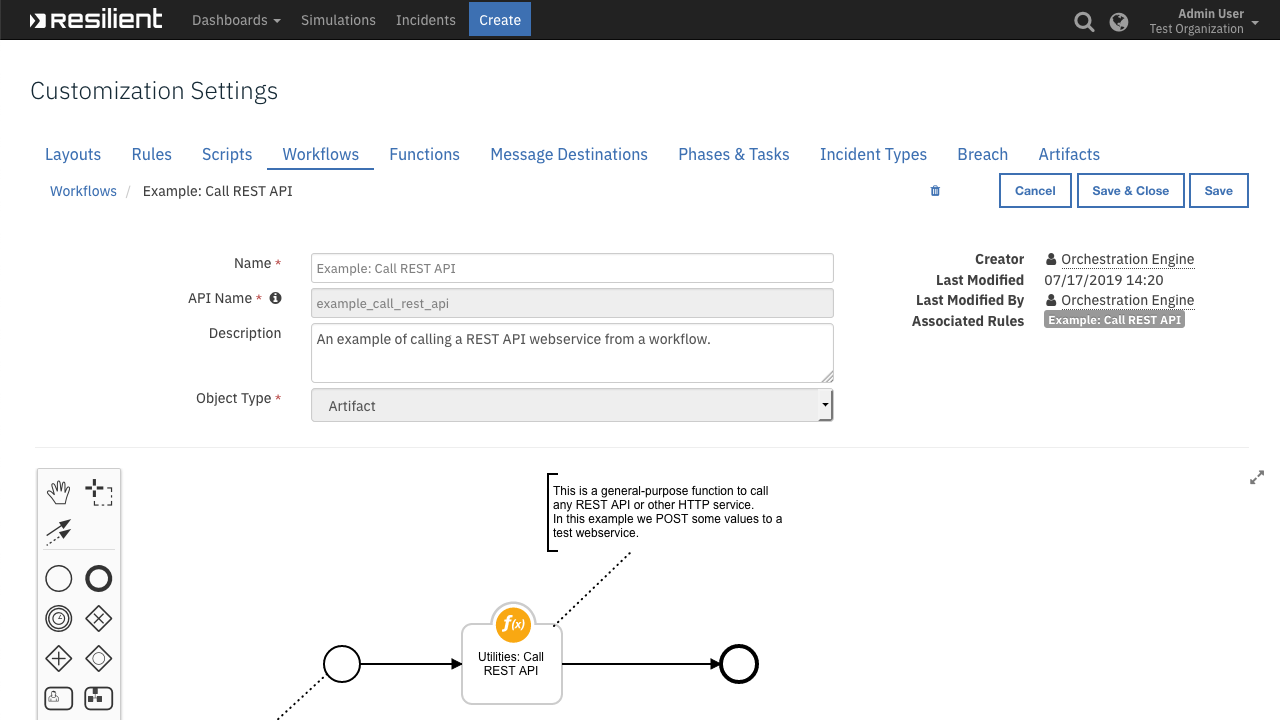 resilient
Dashboards
Simulations
Incidents
Create
Admin User
Test Organization
Customization Settings
Layouts
Rules
Scripts
Workflows
Functions
Message Destinations
Phases & Tasks
Incident Types
Breach
Artifacts
Workflows / Example: Call REST API
Cancel
Save & Close
Save
Name *
Example: Call REST API
API Name *
example_call_rest_api
Description
An example of calling a REST API webservice from a workflow.
Object Type *
Artifact
Creator
Orchestration Engine
Last Modified
07/17/2019 14:20
Last Modified By
Orchestration Engine
Associated Rules
Example: Call REST API
This is a general-purpose function to call
any REST API or other HTTP service.
In this example we POST some values to a
test webservice.
f(x)
Utilities: Call
REST API